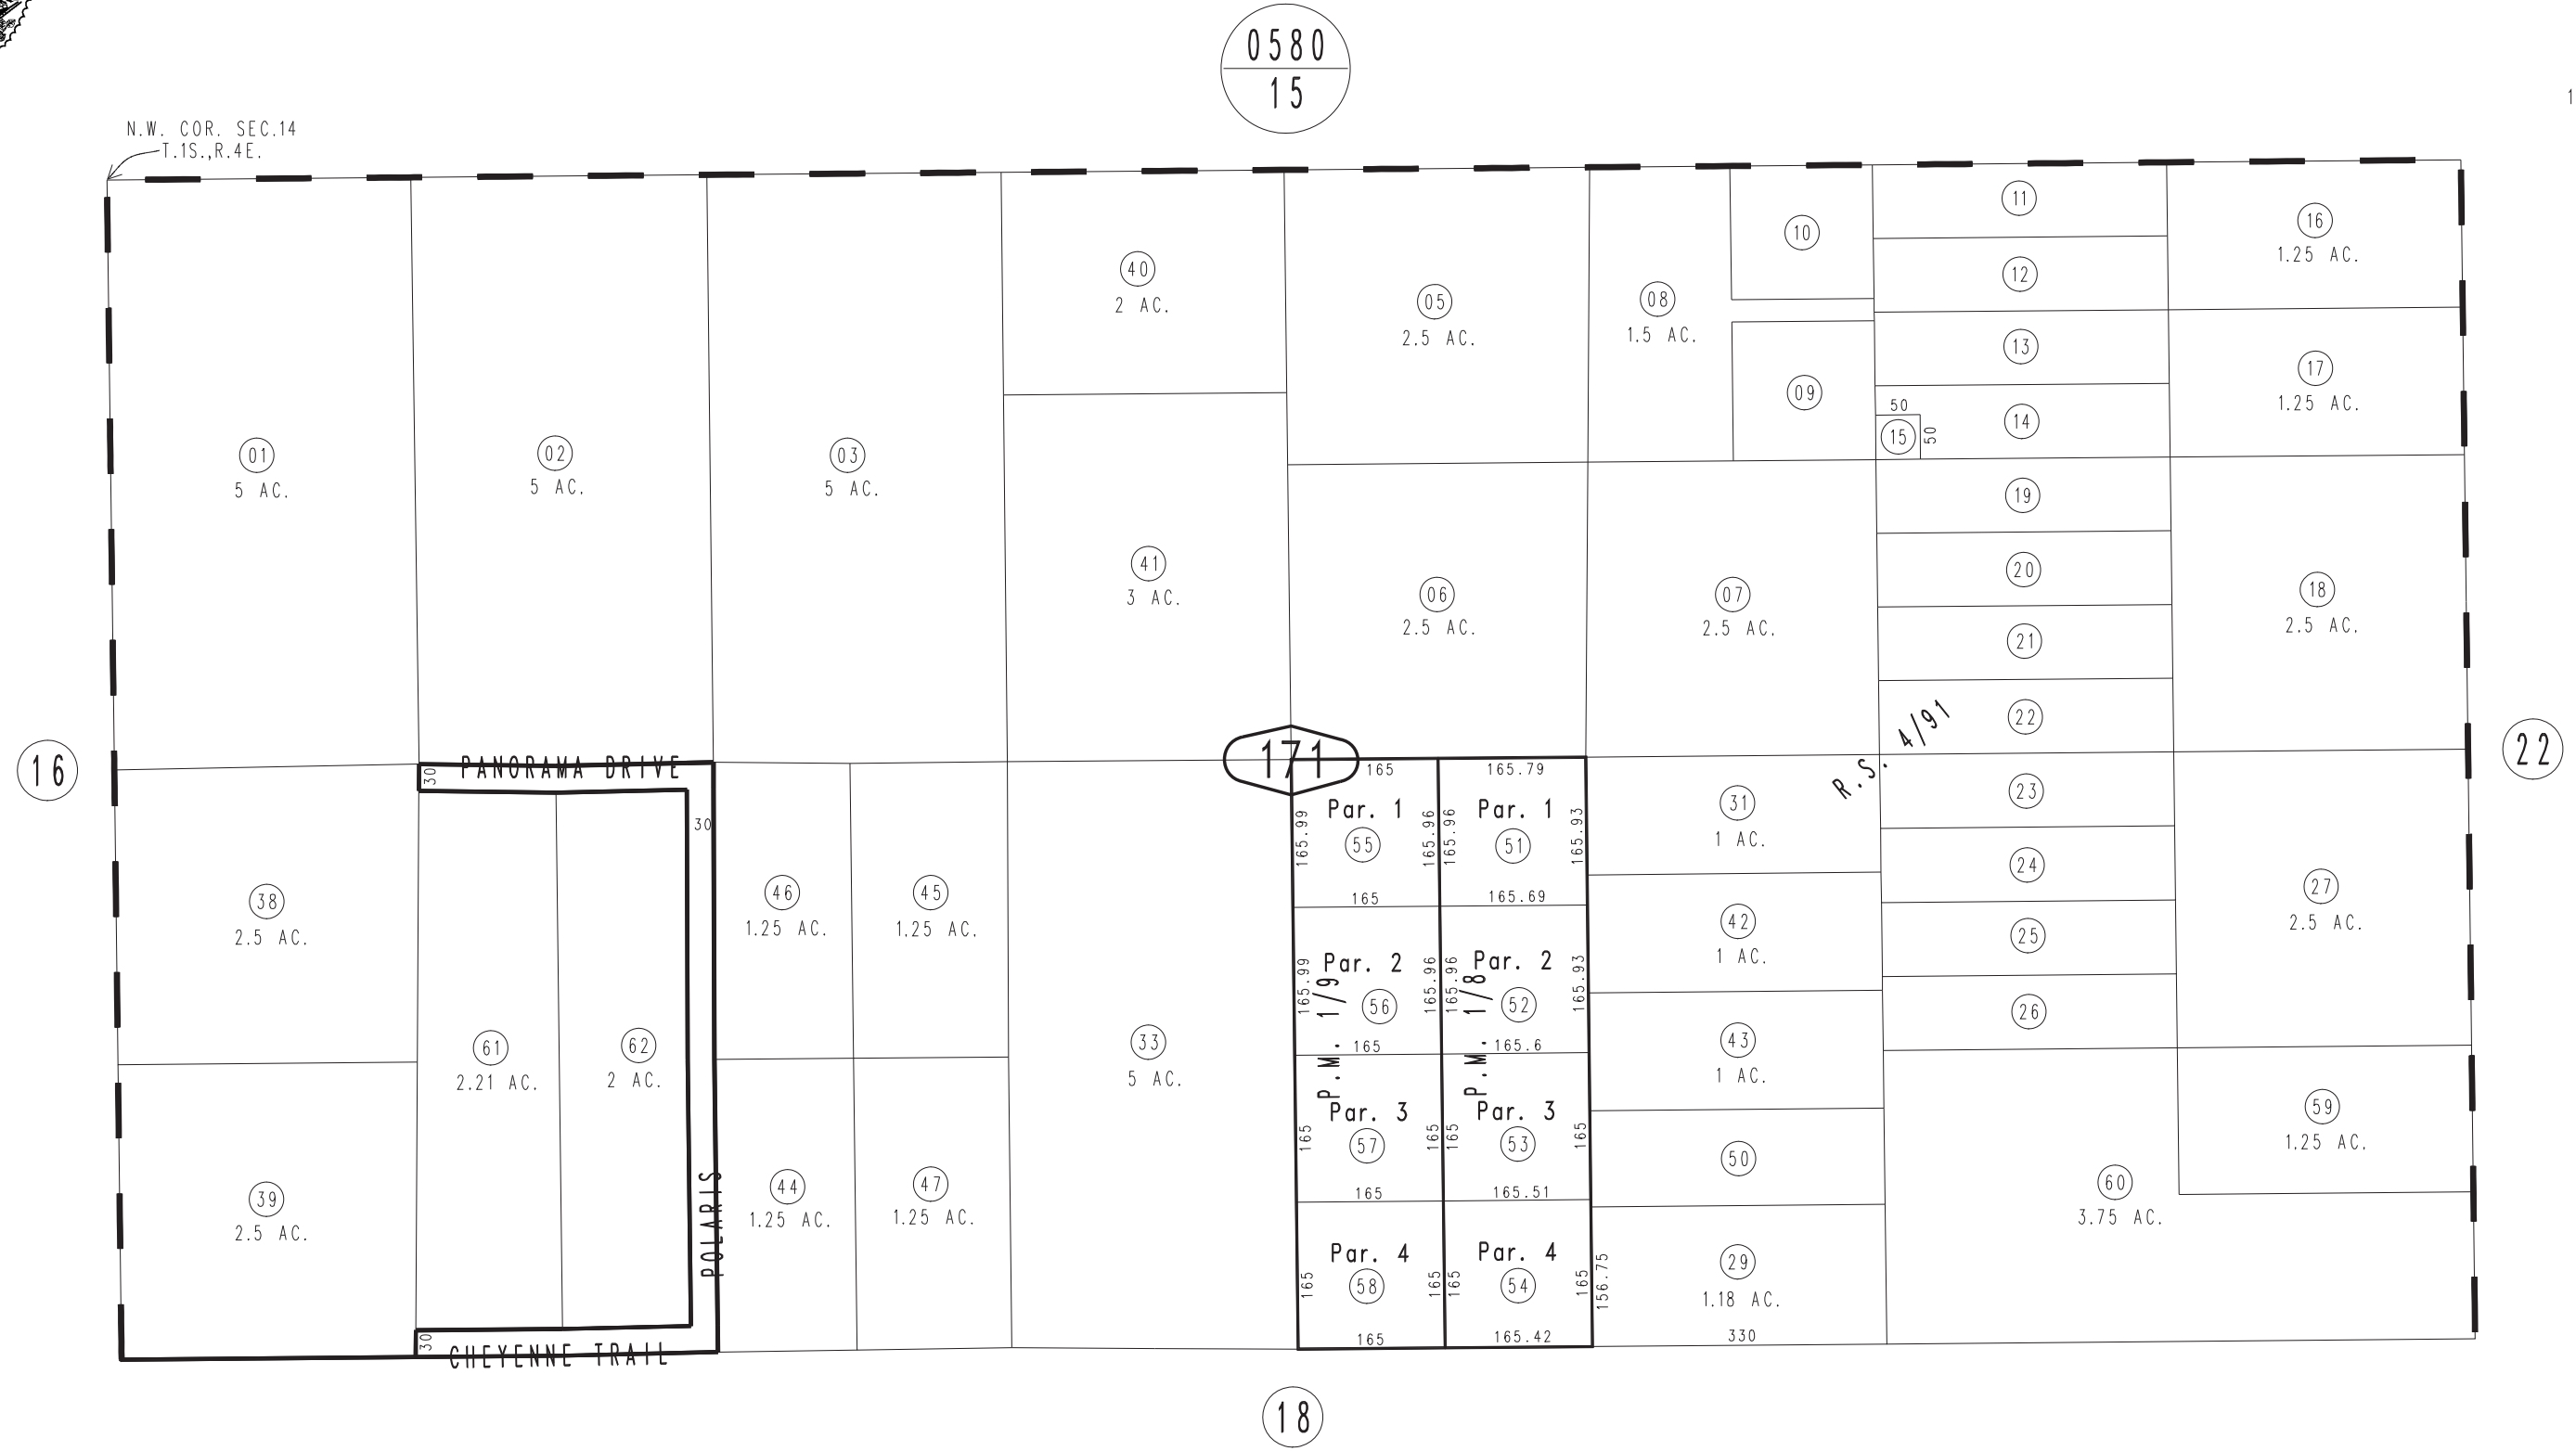 0580
15
1
N.W. COR. SEC.14
T.1S.,R.4E.
01
5 AC.
02
5 AC.
03
5 AC.
40
2 AC.
41
3 AC.
05
2.5 AC.
06
2.5 AC.
08
1.5 AC.
10
09
07
2.5 AC.
11
12
13
14
50
15
50
19
20
21
22
16
1.25 AC.
17
1.25 AC.
18
2.5 AC.
16
22
171
R.S. 4/91
PANORAMA DRIVE
30
30
38
2.5 AC.
39
2.5 AC.
61
2.21 AC.
62
2 AC.
POLARIS
30
CHEYENNE TRAIL
46
1.25 AC.
45
1.25 AC.
44
1.25 AC.
47
1.25 AC.
33
5 AC.
165
165.99
Par. 1
55
165.96
165
165.99
Par. 2
56
165.96
P.M. 1/9
165
165
Par. 3
57
165
165
165
Par. 4
58
165
165
165.79
165.96
Par. 1
51
165.93
165.69
165.96
Par. 2
52
165.93
P.M. 1/8
165.6
165
Par. 3
53
165
165.51
165
Par. 4
54
165
165.42
31
1 AC.
42
1 AC.
43
1 AC.
50
156.75
29
1.18 AC.
330
23
24
25
26
27
2.5 AC.
59
1.25 AC.
60
3.75 AC.
18